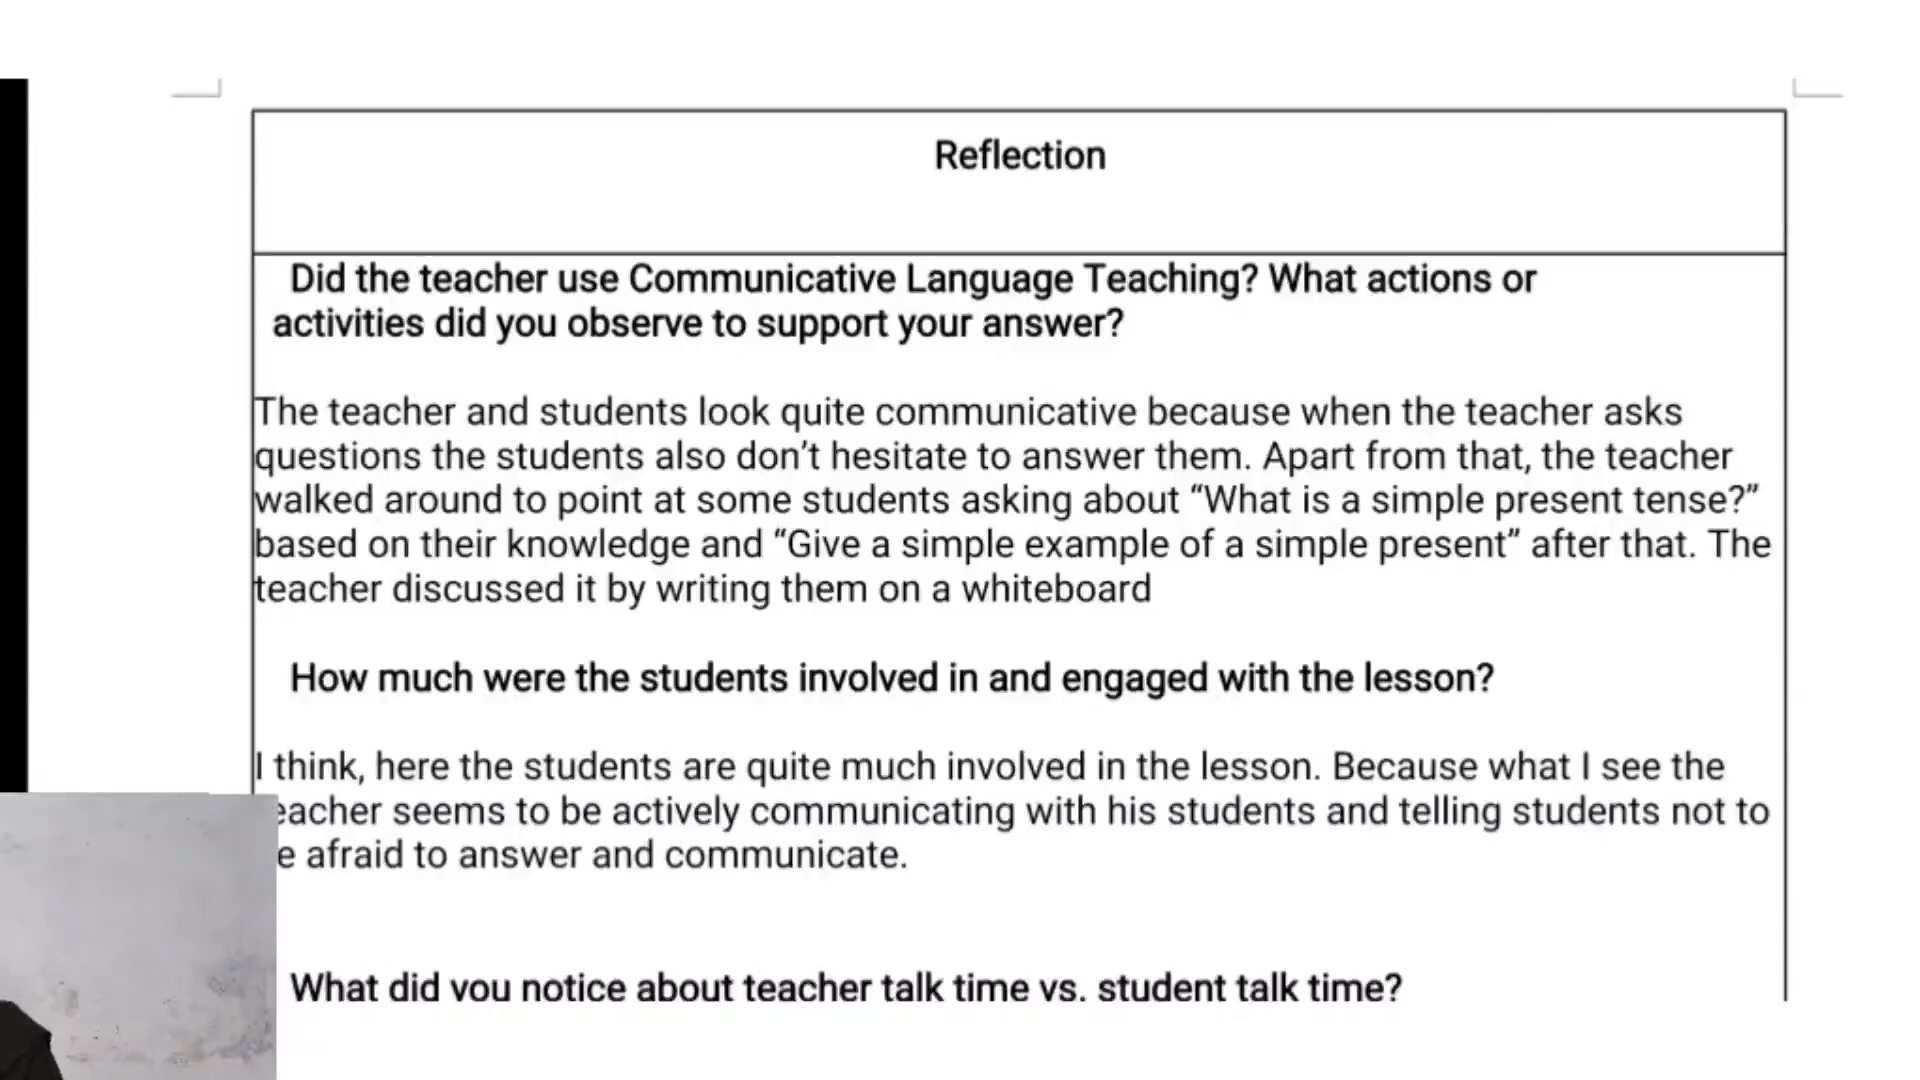 Reflection
Did the teacher use Communicative Language Teaching? What actions or
activities did you observe to support your answer?
The teacher and students look quite communicative because when the teacher asks
questions the students also don’t hesitate to answer them. Apart from that, the teacher
walked around to point at some students asking about “What is a simple present tense?”
based on their knowledge and “Give a simple example of a simple present” after that. The
teacher discussed it by writing them on a whiteboard
How much were the students involved in and engaged with the lesson?
I think, here the students are quite much involved in the lesson. Because what I see the
eacher seems to be actively communicating with his students and telling students not to
e afraid to answer and communicate.
What did you notice about teacher talk time vs. student talk time?